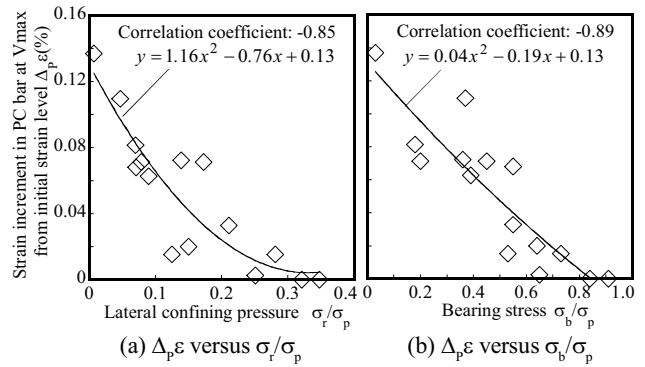 Strain increment in PC bar at Vmax
from initial strain level Δ_Pε(%)
0.16
0.12
0.08
0.04
0
Correlation coefficient: -0.85
y = 1.16x² − 0.76x + 0.13
0 0.1 0.2 0.3 0.4
Lateral confining pressure σ_r/σ_p
(a) Δ_Pε versus σ_r/σ_p
Correlation coefficient: -0.89
y = 0.04x² − 0.19x + 0.13
0 0.2 0.4 0.6 0.8 1.0
Bearing stress σ_b/σ_p
(b) Δ_Pε versus σ_b/σ_p